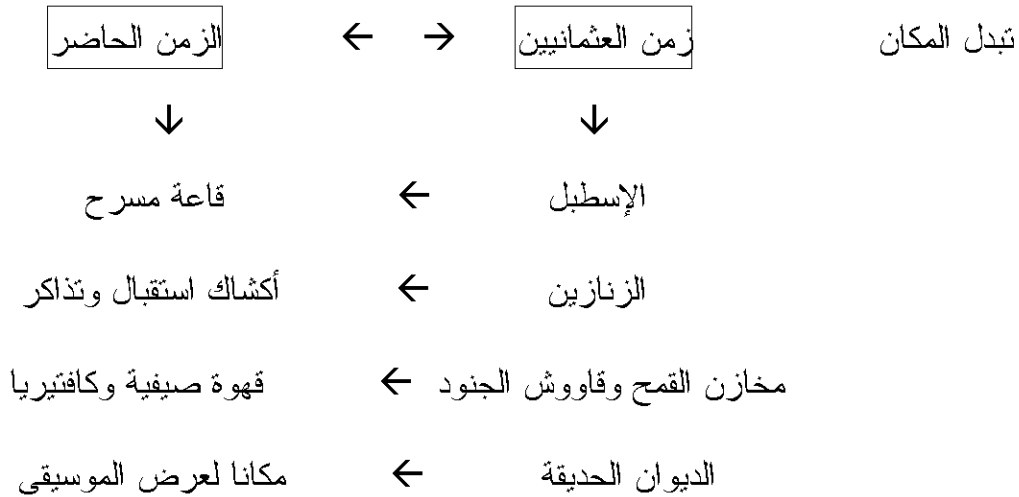 تبدل المكان زمن العثمانيين → ← الزمن الحاضر
↓ ↓
الإسطبل ← قاعة مسرح
الزنازين ← أكشاك استقبال وتذاكر
مخازن القمح وقاووش الجنود ← قهوة صيفية وكافتيريا
الديوان الحديقة ← مكانا لعرض الموسيقى